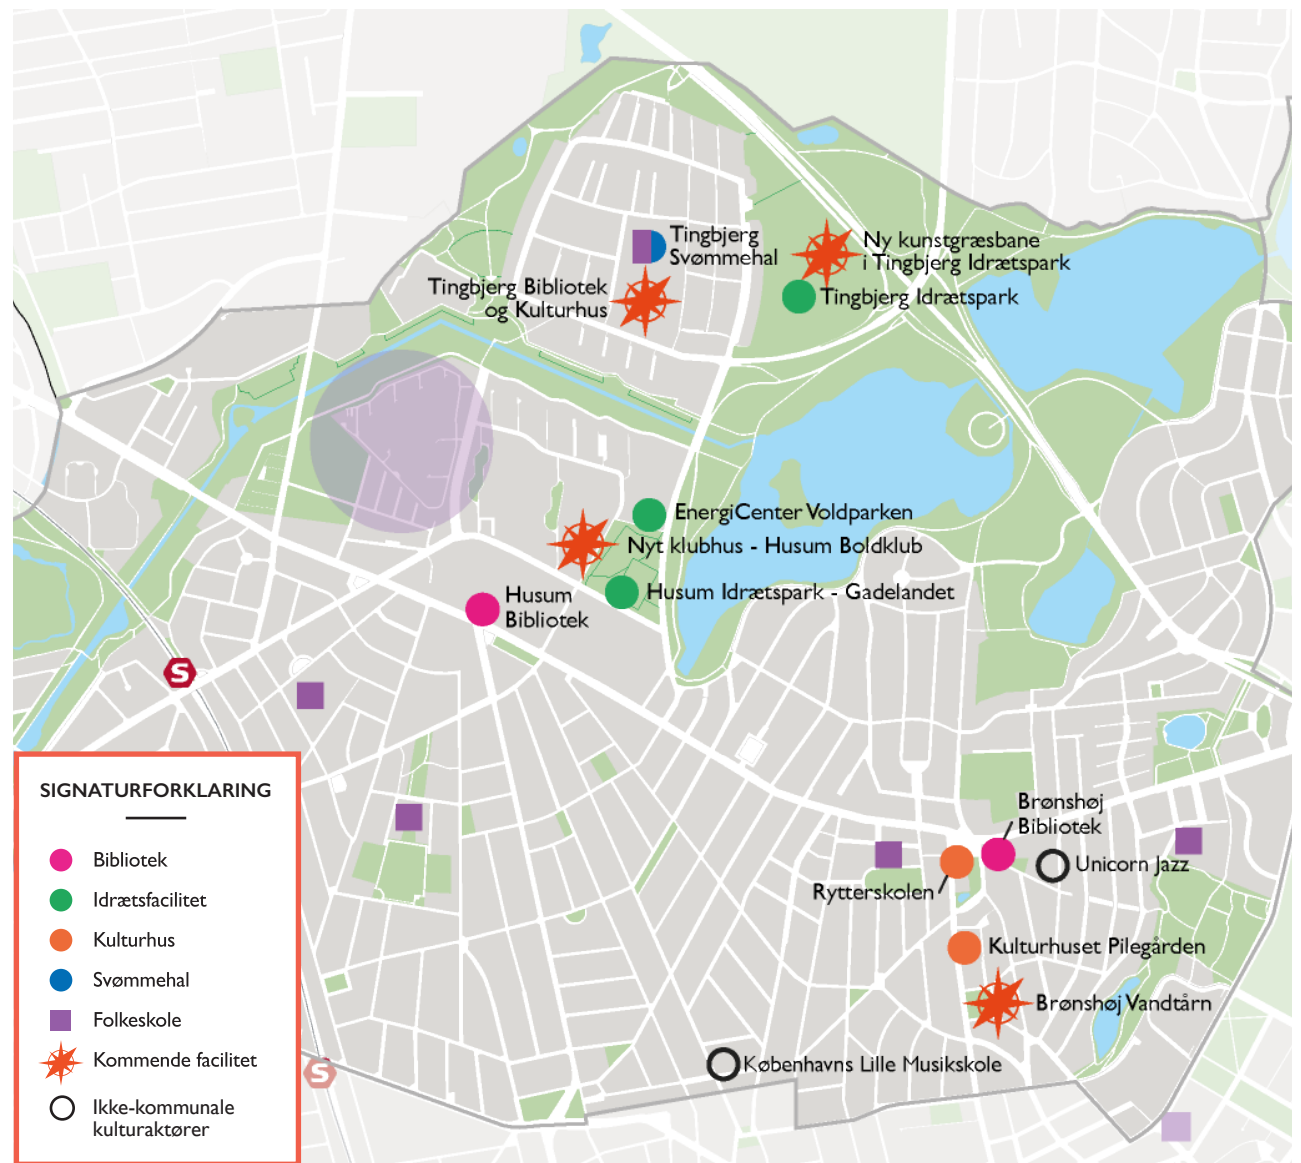 Tingbjerg
Svømmehal
Ny kunstgræsbane
i Tingbjerg Idrætspark
Tingbjerg Bibliotek
og Kulturhus
Tingbjerg Idrætspark
EnergiCenter Voldparken
Nyt klubhus - Husum Boldklub
Husum Idrætspark - Gadelandet
Husum
Bibliotek
S
Brønshøj
Bibliotek
Unicorn Jazz
Rytterskolen
Kulturhuset Pilegården
Brønshøj Vandtårn
Københavns Lille Musikskole
S
SIGNATURFORKLARING
Bibliotek
Idrætsfacilitet
Kulturhus
Svømmehal
Folkeskole
Kommende facilitet
Ikke-kommunale
kulturaktører